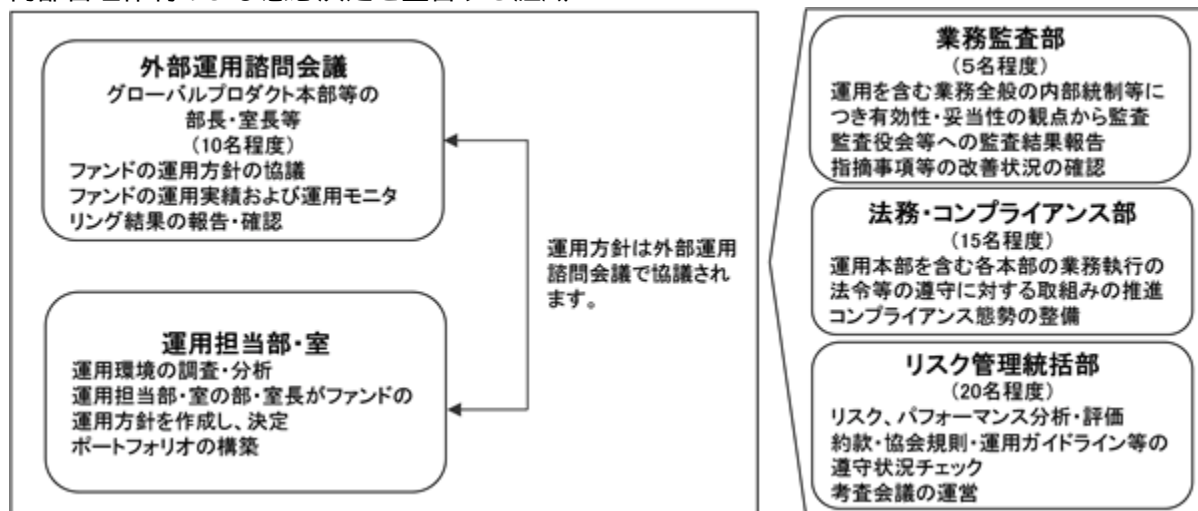 外部運用諮問会議
グローバルプロダクト本部等の
部長・室長等
(10名程度)
ファンドの運用方針の協議
ファンドの運用実績および運用モニタ
リング結果の報告・確認
運用方針は外部運用
諮問会議で協議され
ます。
運用担当部・室
運用環境の調査・分析
運用担当部・室の部・室長がファンドの
運用方針を作成し、決定
ポートフォリオの構築
業務監査部
(5名程度)
運用を含む業務全般の内部統制等に
つき有効性・妥当性の観点から監査
監査役会等への監査結果報告
指摘事項等の改善状況の確認
法務・コンプライアンス部
(15名程度)
運用本部を含む各本部の業務執行の
法令等の遵守に対する取組みの推進
コンプライアンス態勢の整備
リスク管理統括部
(20名程度)
リスク、パフォーマンス分析・評価
約款・協会規則・運用ガイドライン等の
遵守状況チェック
考査会議の運営